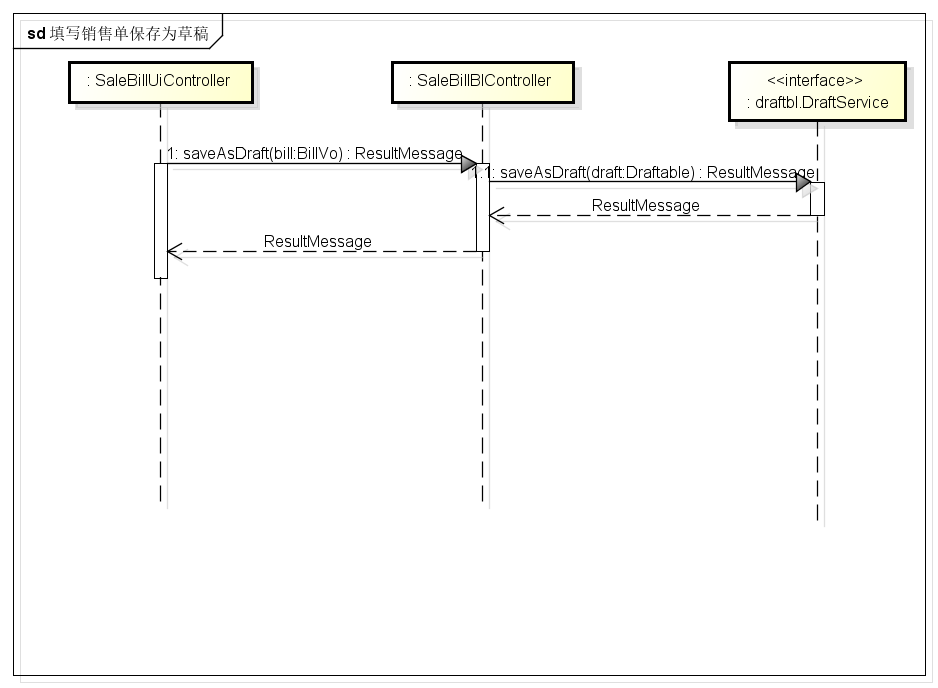 sd 填写销售单保存为草稿
: SaleBillUiController
: SaleBillBlController
<<interface>>
: draftbl.DraftService
1: saveAsDraft(bill:BillVo) : ResultMessage
1.1: saveAsDraft(draft:Draftable) : ResultMessage
ResultMessage
ResultMessage